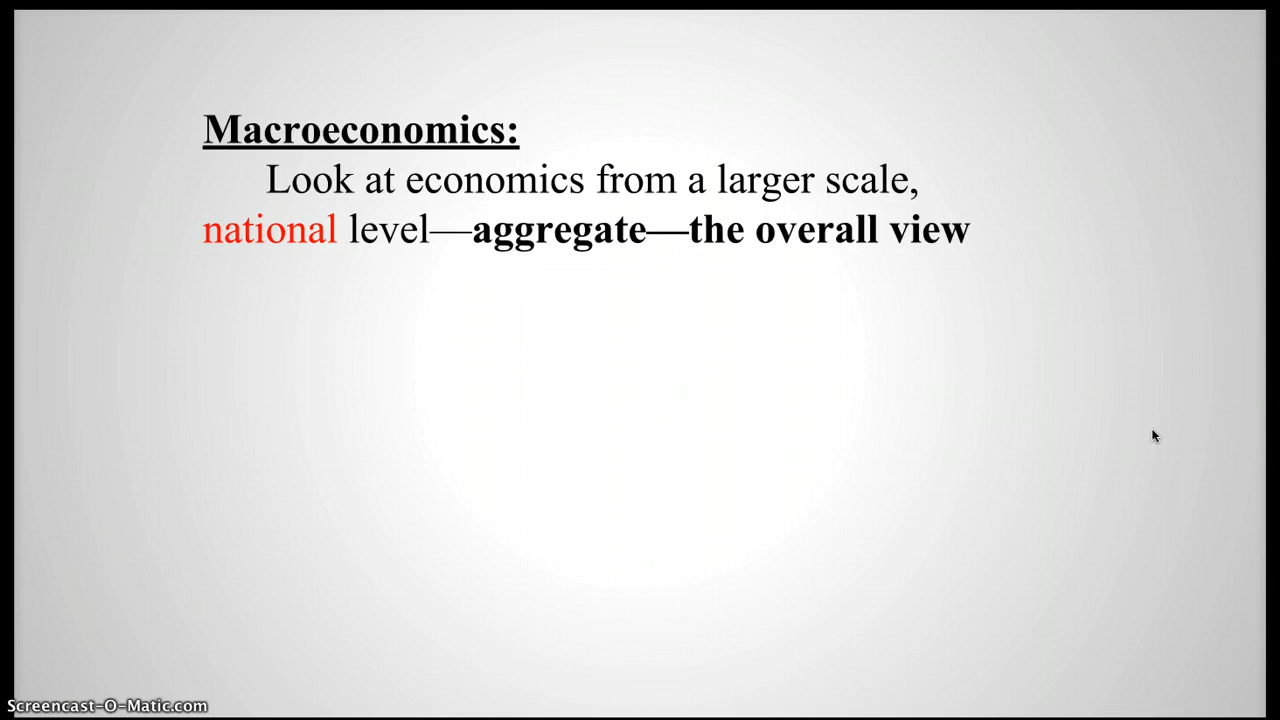 Macroeconomics:
Look at economics from a larger scale,
national level—aggregate—the overall view
Screencast-O-Matic.com